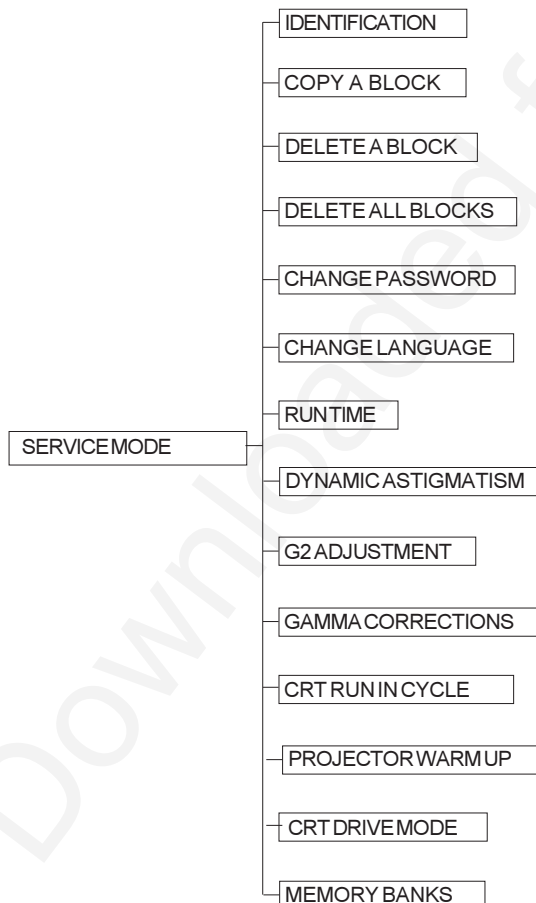 IDENTIFICATION
COPY A BLOCK
DELETE A BLOCK
DELETE ALL BLOCKS
CHANGE PASSWORD
CHANGE LANGUAGE
RUNTIME
SERVICE MODE
DYNAMIC ASTIGMATISM
G2 ADJUSTMENT
GAMMA CORRECTIONS
CRT RUN IN CYCLE
PROJECTOR WARM UP
CRT DRIVE MODE
MEMORY BANKS
Downloaded f